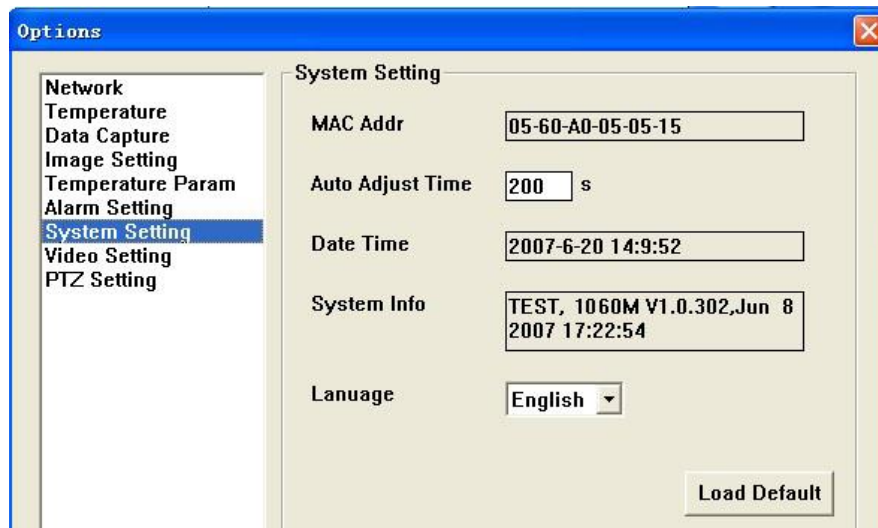 Options
Network
Temperature
Data Capture
Image Setting
Temperature Param
Alarm Setting
System Setting
Video Setting
PTZ Setting
System Setting
MAC Addr 05-60-A0-05-05-15
Auto Adjust Time 200 s
Date Time 2007-6-20 14:9:52
System Info TEST, 1060M V1.0.302,Jun 8
2007 17:22:54
Lanuage English
Load Default